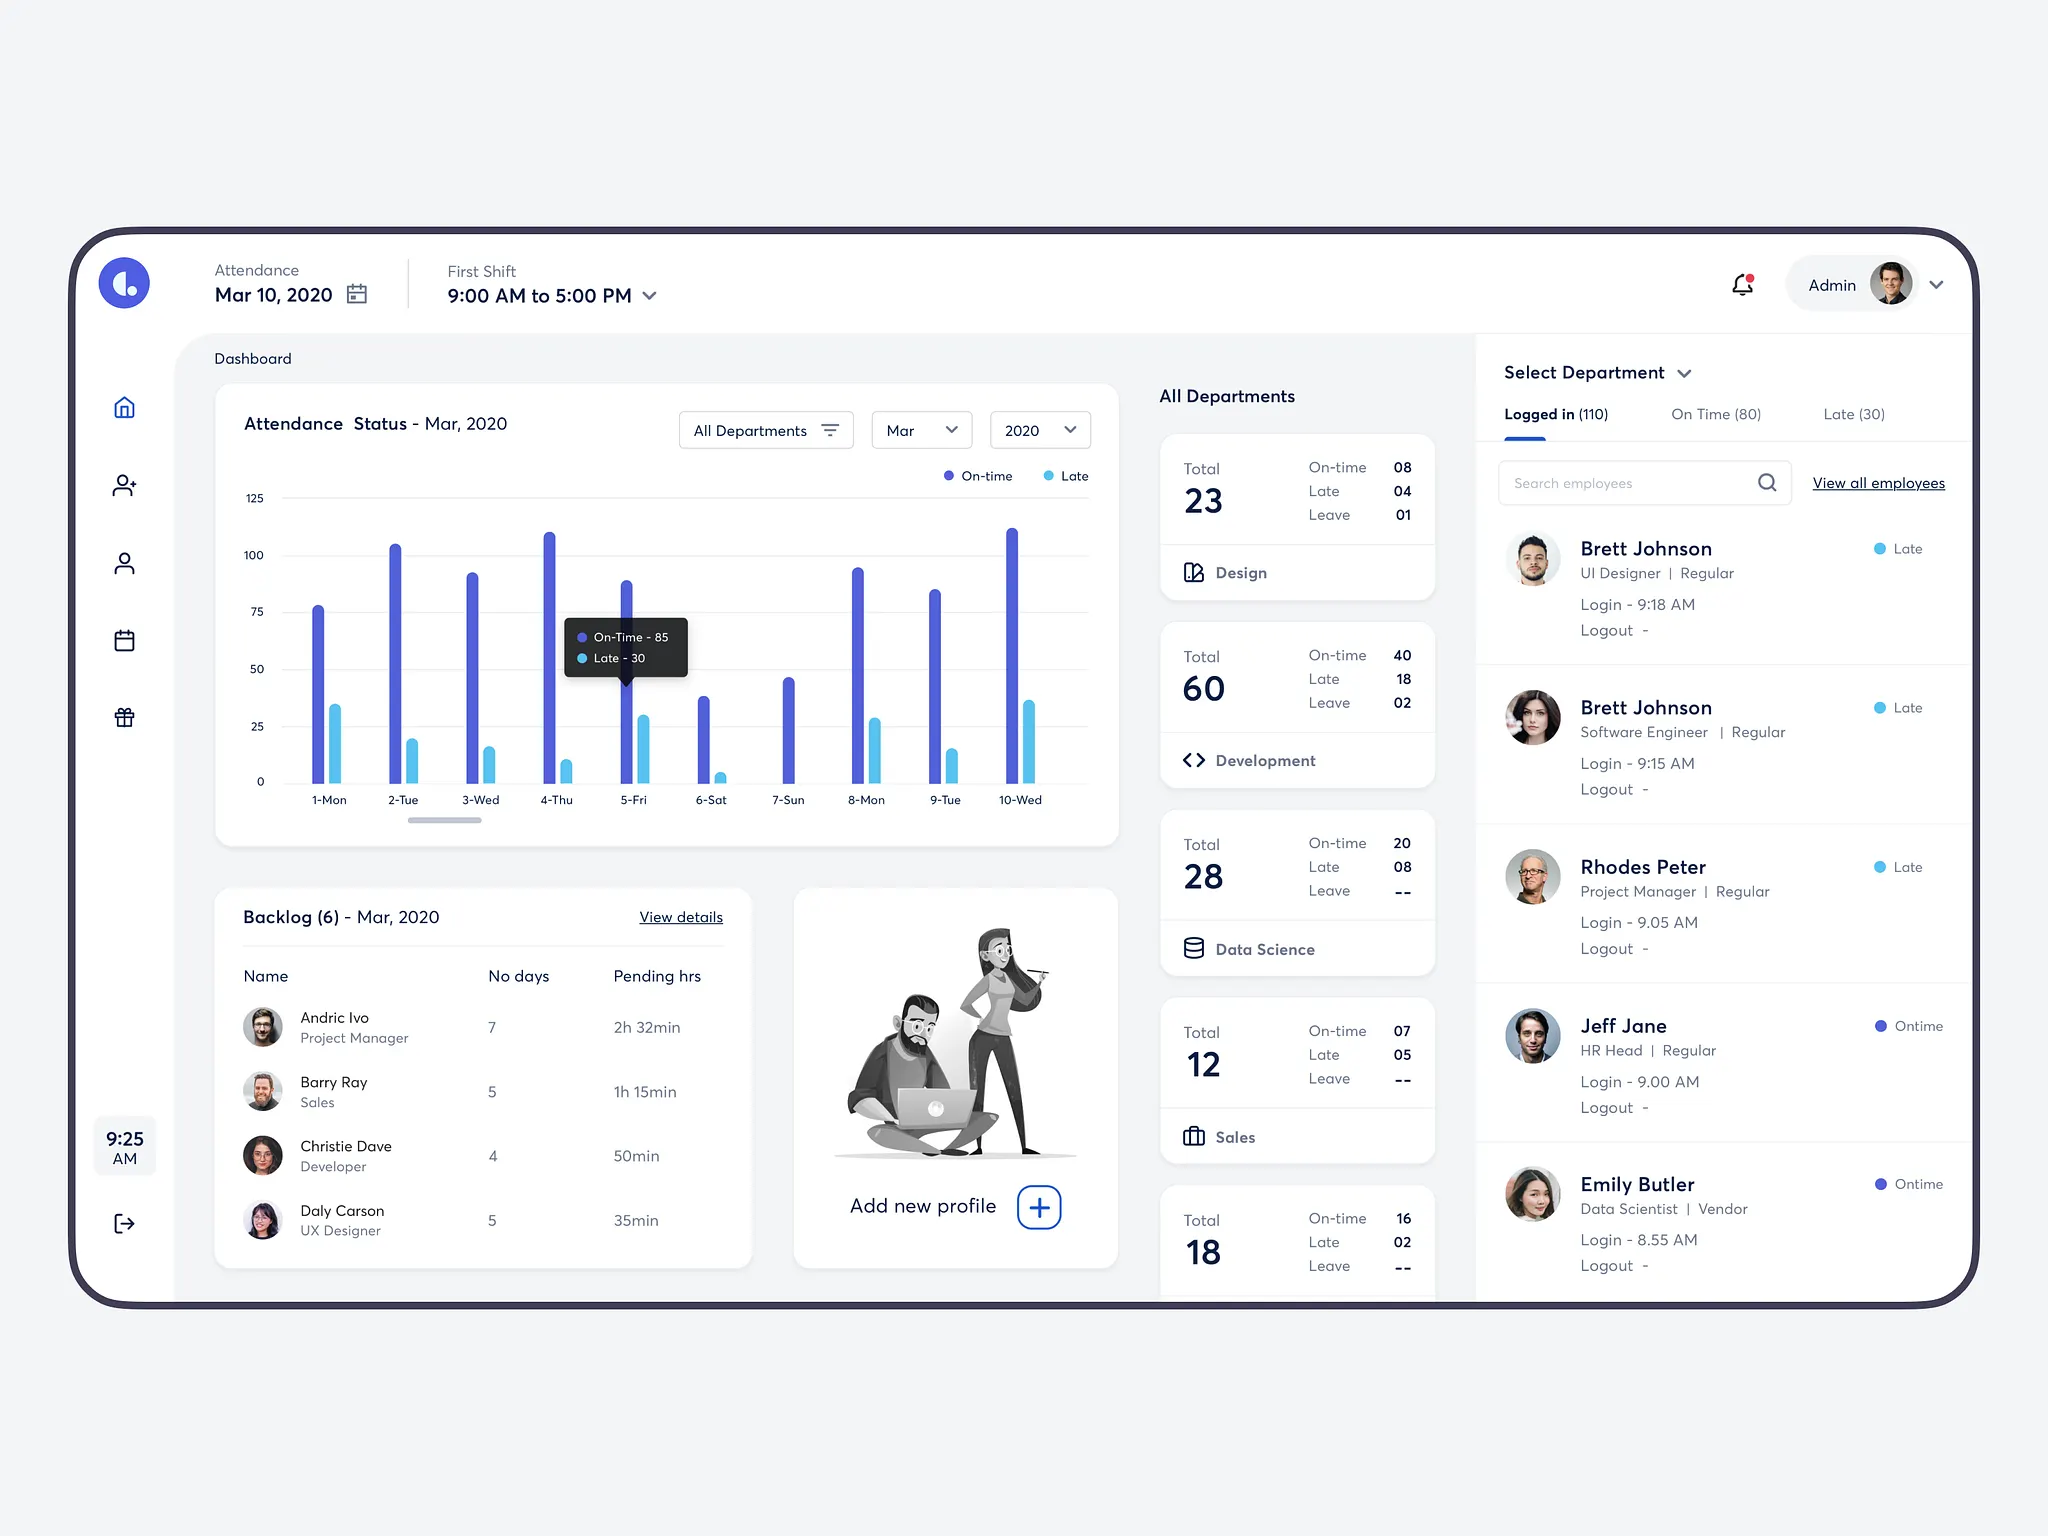 Attendance
Mar 10, 2020
First Shift
9:00 AM to 5:00 PM
Admin
Dashboard
Attendance Status - Mar, 2020
All Departments
Mar
2020
On-time
Late
125
100
75
50
25
0
On-Time - 85
Late - 30
1-Mon
2-Tue
3-Wed
4-Thu
5-Fri
6-Sat
7-Sun
8-Mon
9-Tue
10-Wed
Backlog (6) - Mar, 2020
View details
Name No days Pending hrs
Andric Ivo
Project Manager
7
2h 32min
Barry Ray
Sales
5
1h 15min
Christie Dave
Developer
4
50min
Daly Carson
UX Designer
5
35min
Add new profile
9:25
AM
All Departments
Total
23
On-time 08
Late 04
Leave 01
Design
Total
60
On-time 40
Late 18
Leave 02
Development
Total
28
On-time 20
Late 08
Leave --
Data Science
Total
12
On-time 07
Late 05
Leave --
Sales
Total
18
On-time 16
Late 02
Leave --
Select Department
Logged in (110)
On Time (80)
Late (30)
Search employees
View all employees
Brett Johnson
Late
UI Designer | Regular
Login - 9:18 AM
Logout -
Brett Johnson
Late
Software Engineer | Regular
Login - 9:15 AM
Logout -
Rhodes Peter
Late
Project Manager | Regular
Login - 9.05 AM
Logout -
Jeff Jane
Ontime
HR Head | Regular
Login - 9.00 AM
Logout -
Emily Butler
Ontime
Data Scientist | Vendor
Login - 8.55 AM
Logout -